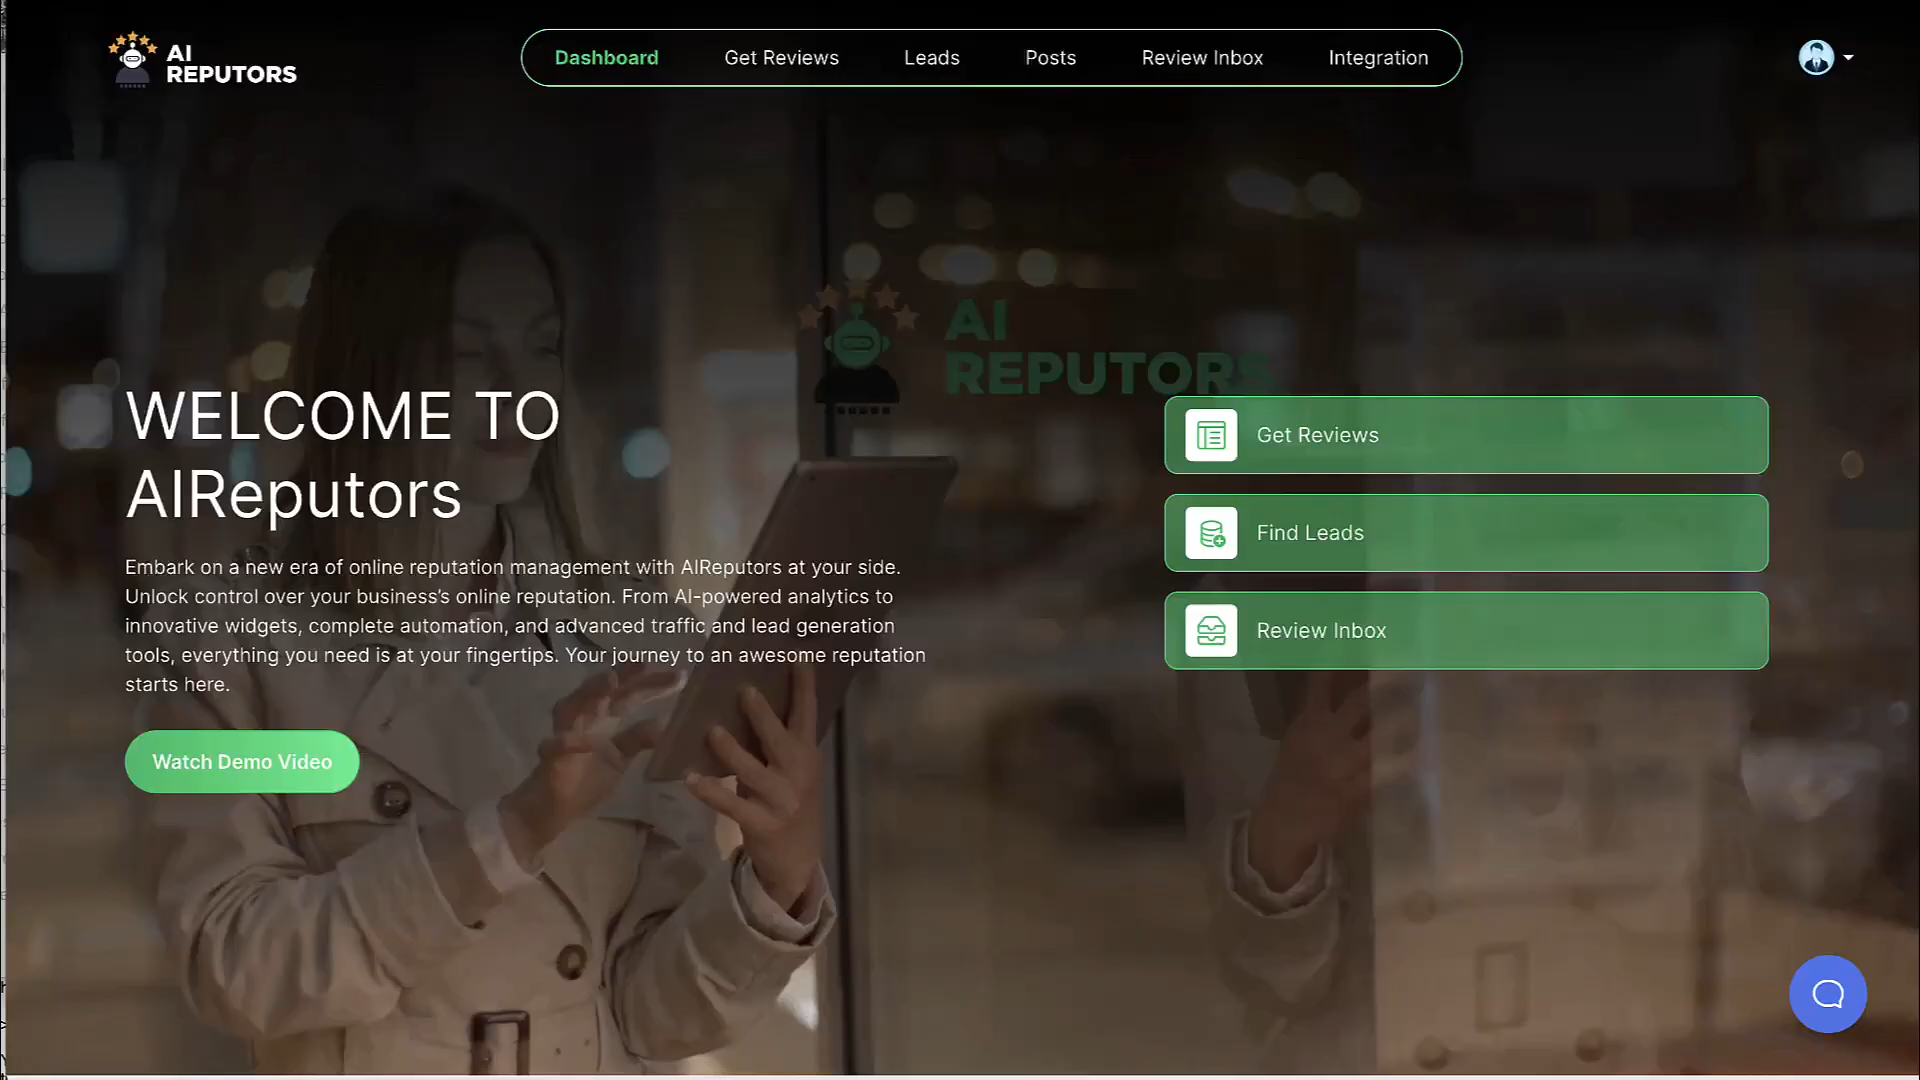 AI
REPUTORS
Dashboard
Get Reviews
Leads
Posts
Review Inbox
Integration
AI
REPUTORS
WELCOME TO
AIReputors
Embark on a new era of online reputation management with AIReputors at your side.
Unlock control over your business's online reputation. From AI-powered analytics to
innovative widgets, complete automation, and advanced traffic and lead generation
tools, everything you need is at your fingertips. Your journey to an awesome reputation
starts here.
Watch Demo Video
Get Reviews
Find Leads
Review Inbox